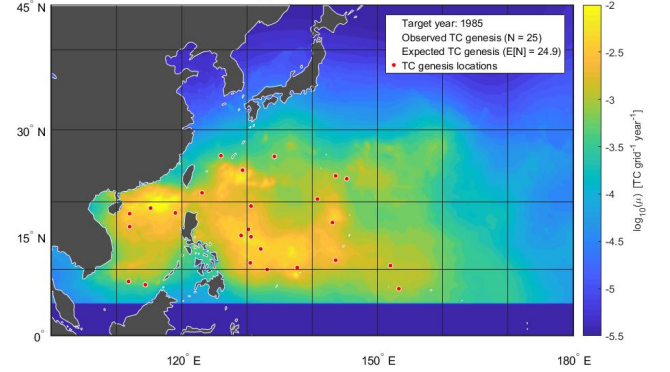 45° N
30° N
15° N
0°
120° E
150° E
180° E
Target year: 1985
Observed TC genesis (N = 25)
Expected TC genesis (E[N] = 24.9)
TC genesis locations
-2
-2.5
-3
-3.5
-4
-4.5
-5
-5.5
log₁₀(μ) [TC grid⁻¹ year⁻¹]